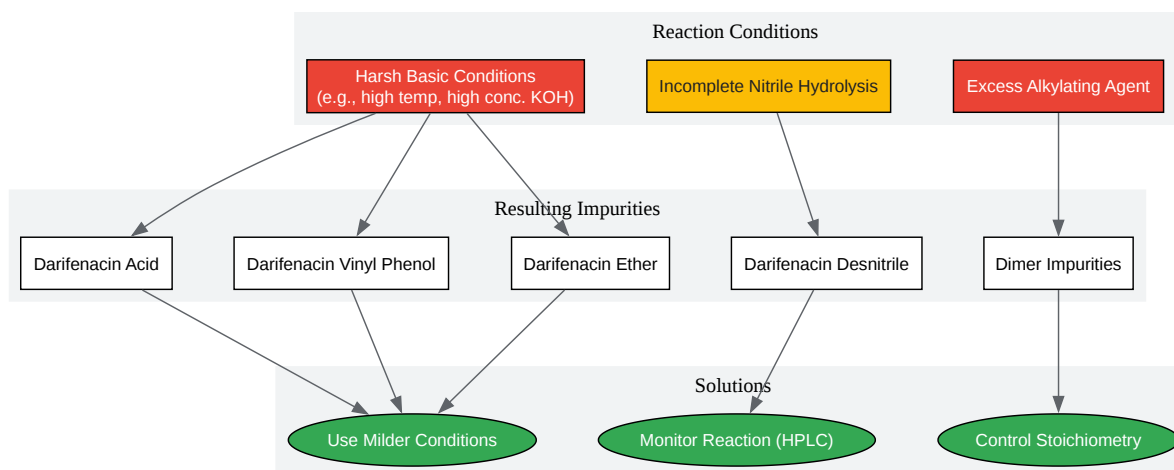 Reaction Conditions
Harsh Basic Conditions
(e.g., high temp, high conc. KOH)
Incomplete Nitrile Hydrolysis
Excess Alkylating Agent
Resulting Impurities
Darifenacin Acid
Darifenacin Vinyl Phenol
Darifenacin Ether
Darifenacin Desnitrile
Dimer Impurities
Solutions
Use Milder Conditions
Monitor Reaction (HPLC)
Control Stoichiometry